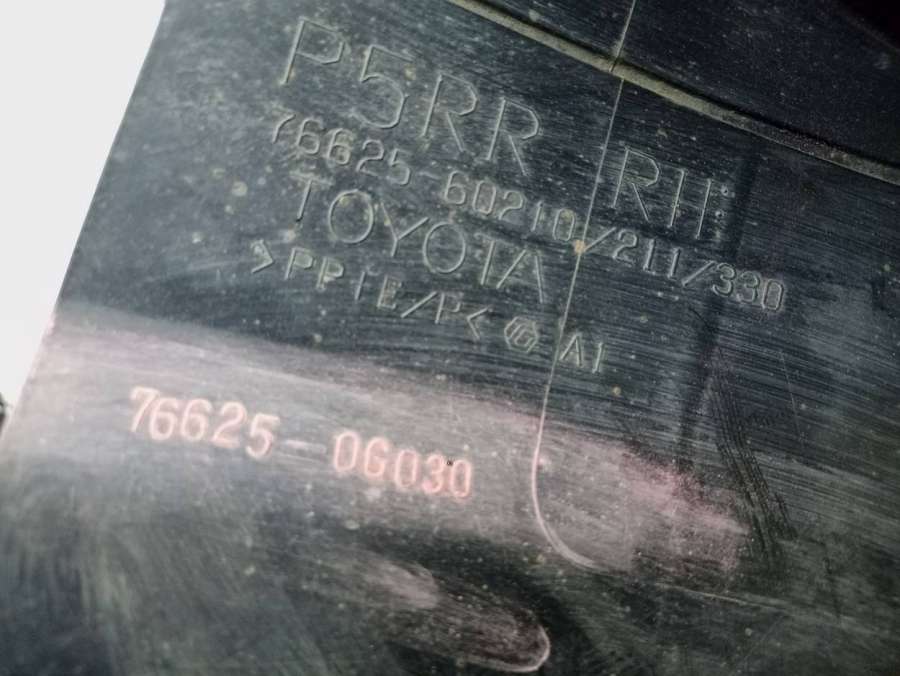 P5RR RH
76625-60210/211/330
TOYOTA
>PP+E/P< A1
76625-0G030